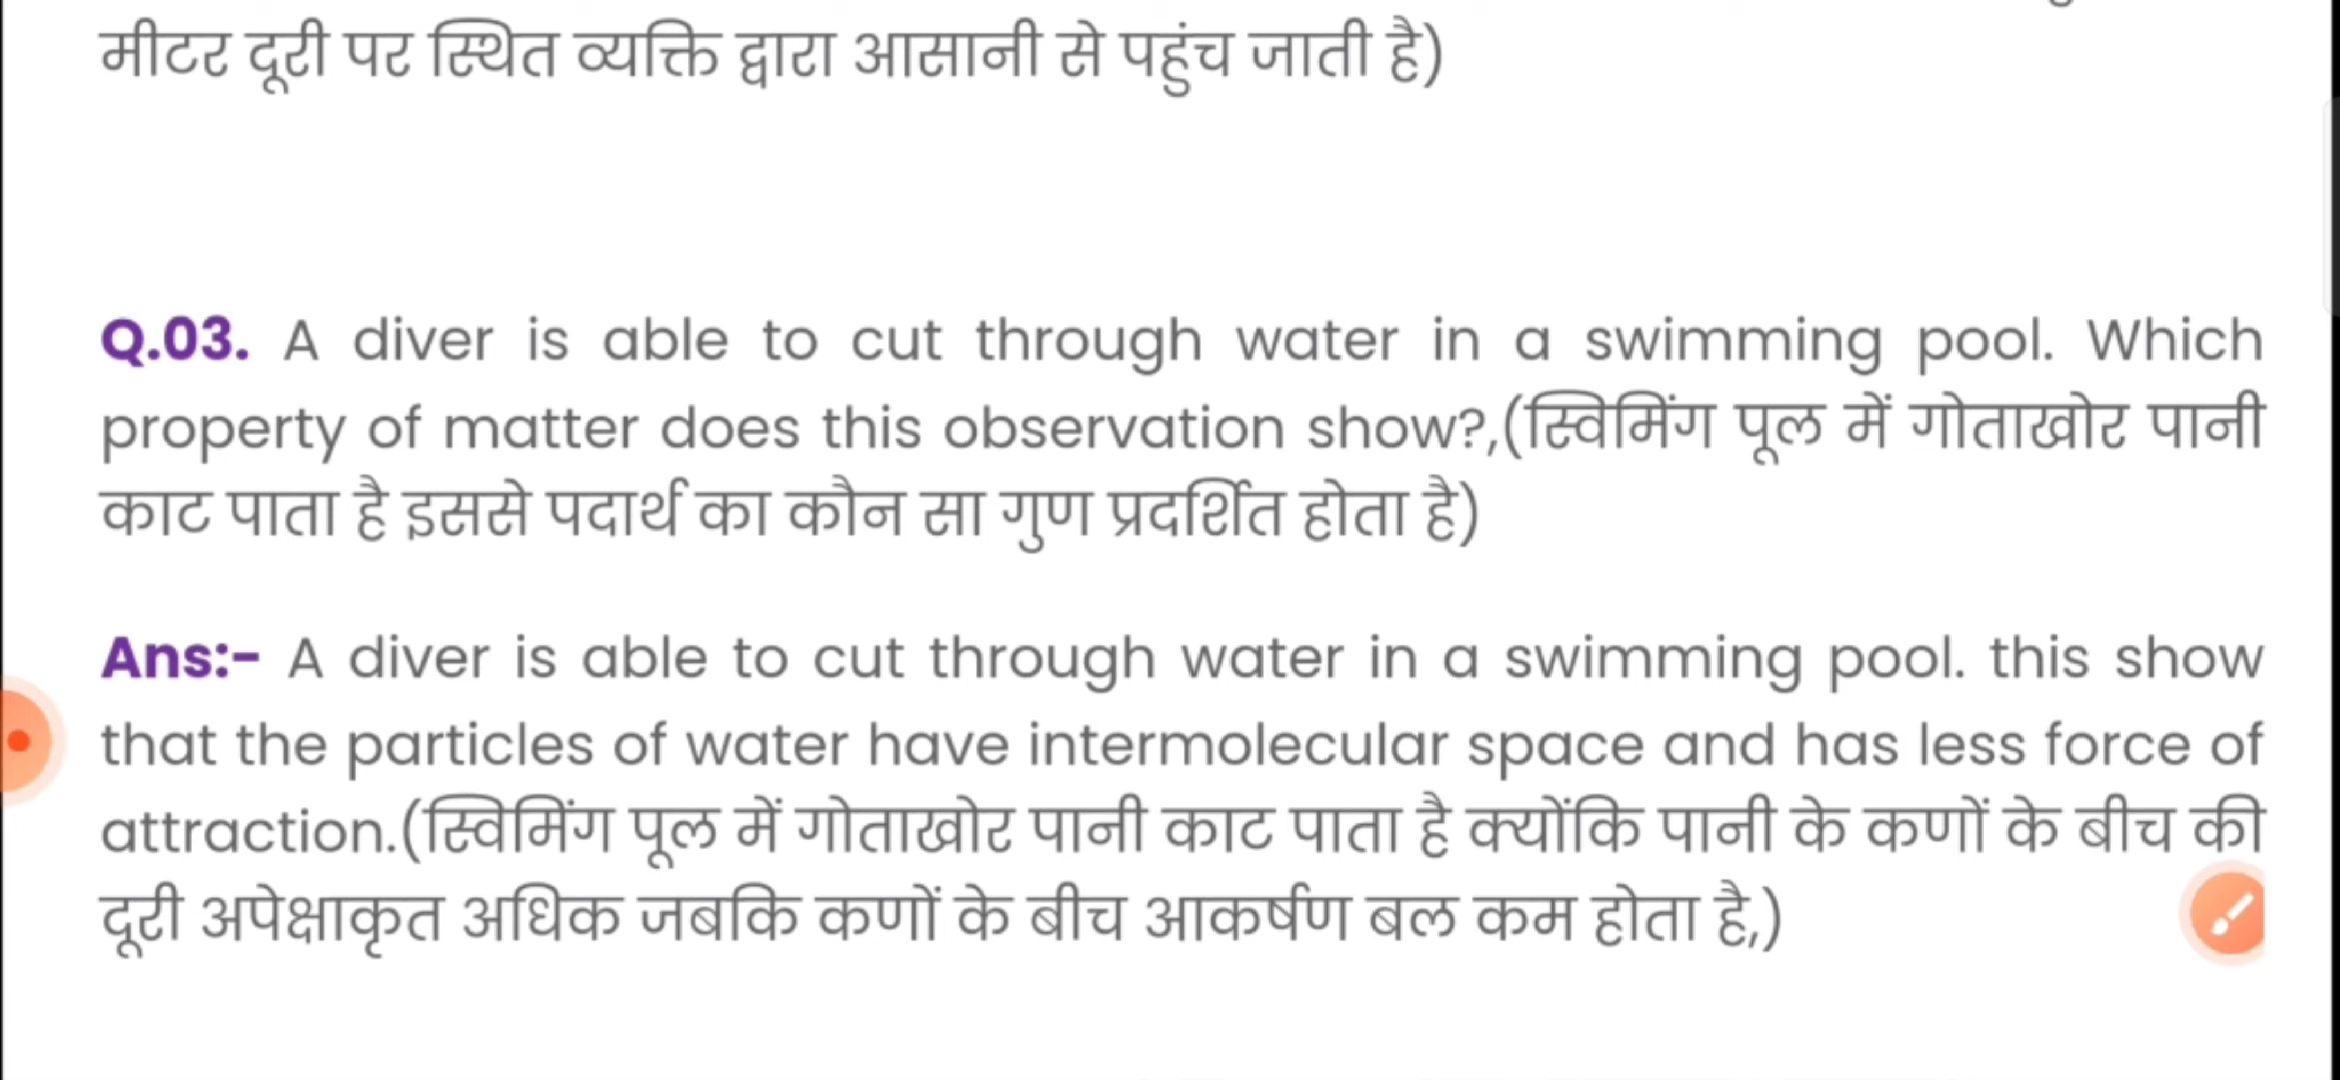 मीटर दूरी पर स्थित व्यक्ति द्वारा आसानी से पहुंच जाती है)
Q.03. A diver is able to cut through water in a swimming pool. Which
property of matter does this observation show?,(स्विमिंग पूल में गोताखोर पानी
काट पाता है इससे पदार्थ का कौन सा गुण प्रदर्शित होता है)
Ans:- A diver is able to cut through water in a swimming pool. this show
that the particles of water have intermolecular space and has less force of
attraction.(स्विमिंग पूल में गोताखोर पानी काट पाता है क्योंकि पानी के कणों के बीच की
दूरी अपेक्षाकृत अधिक जबकि कणों के बीच आकर्षण बल कम होता है,)